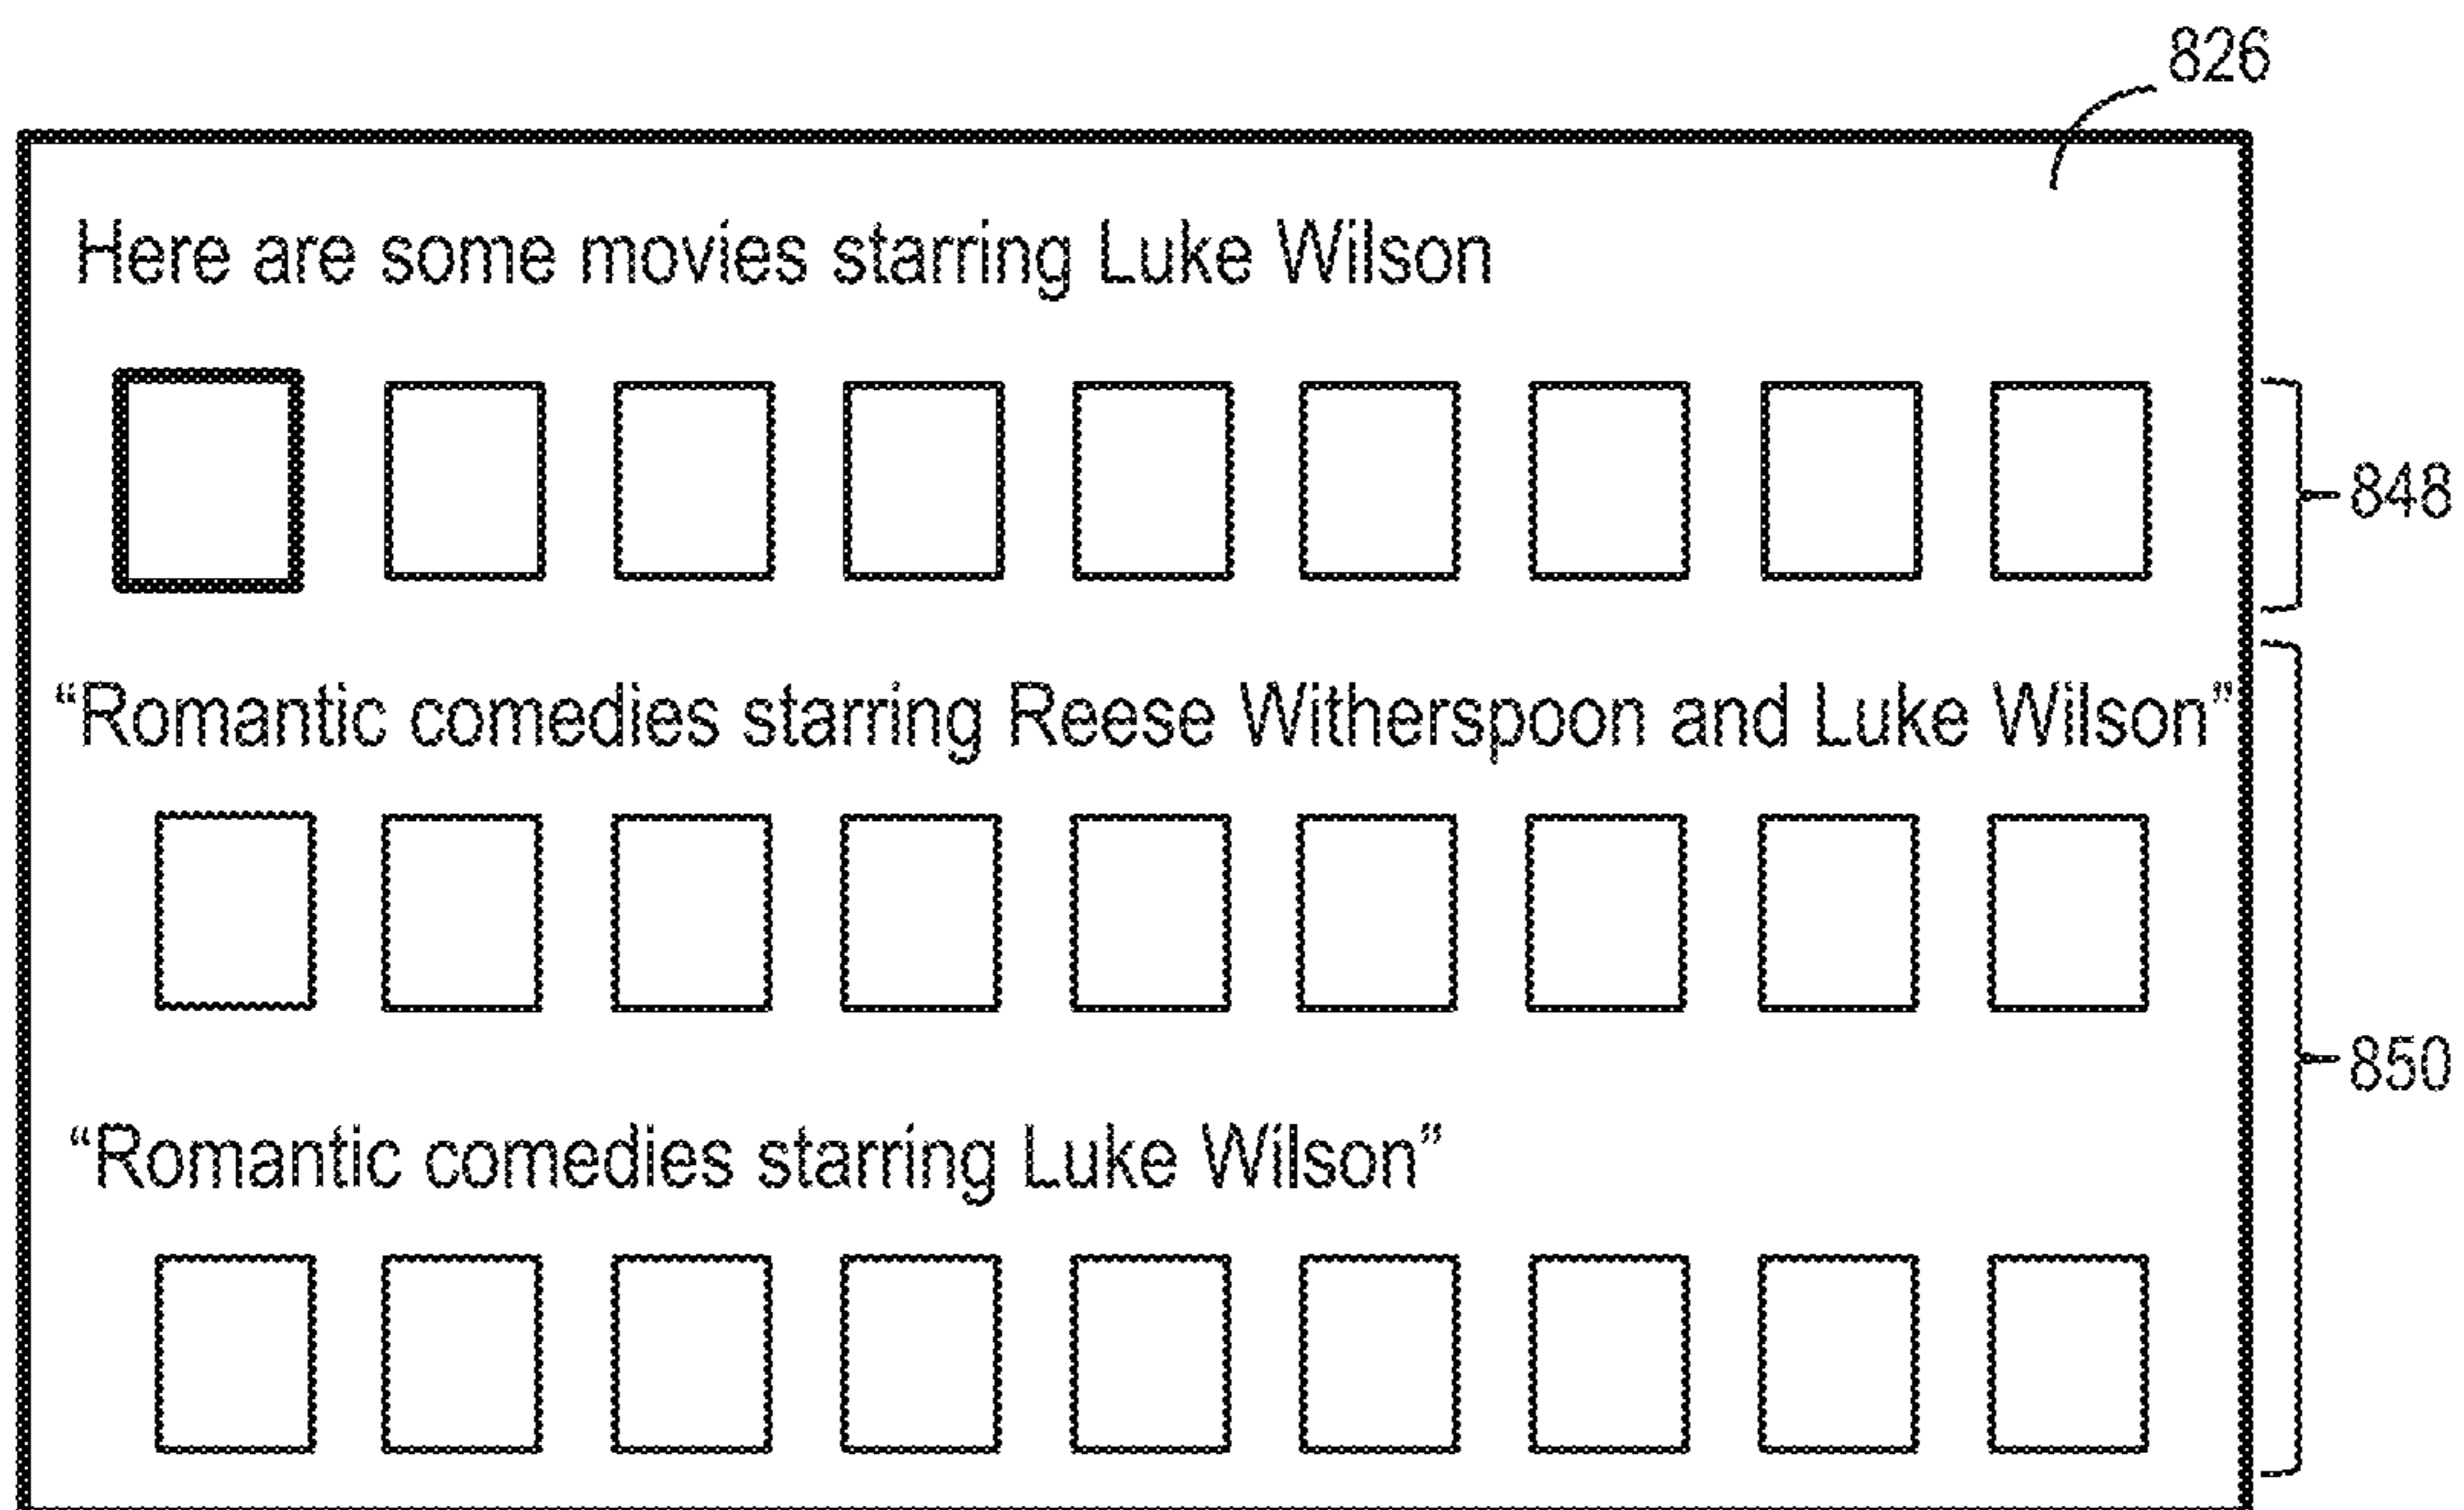 826
Here are some movies starring Luke Wilson
848
“Romantic comedies starring Reese Witherspoon and Luke Wilson”
850
“Romantic comedies starring Luke Wilson”